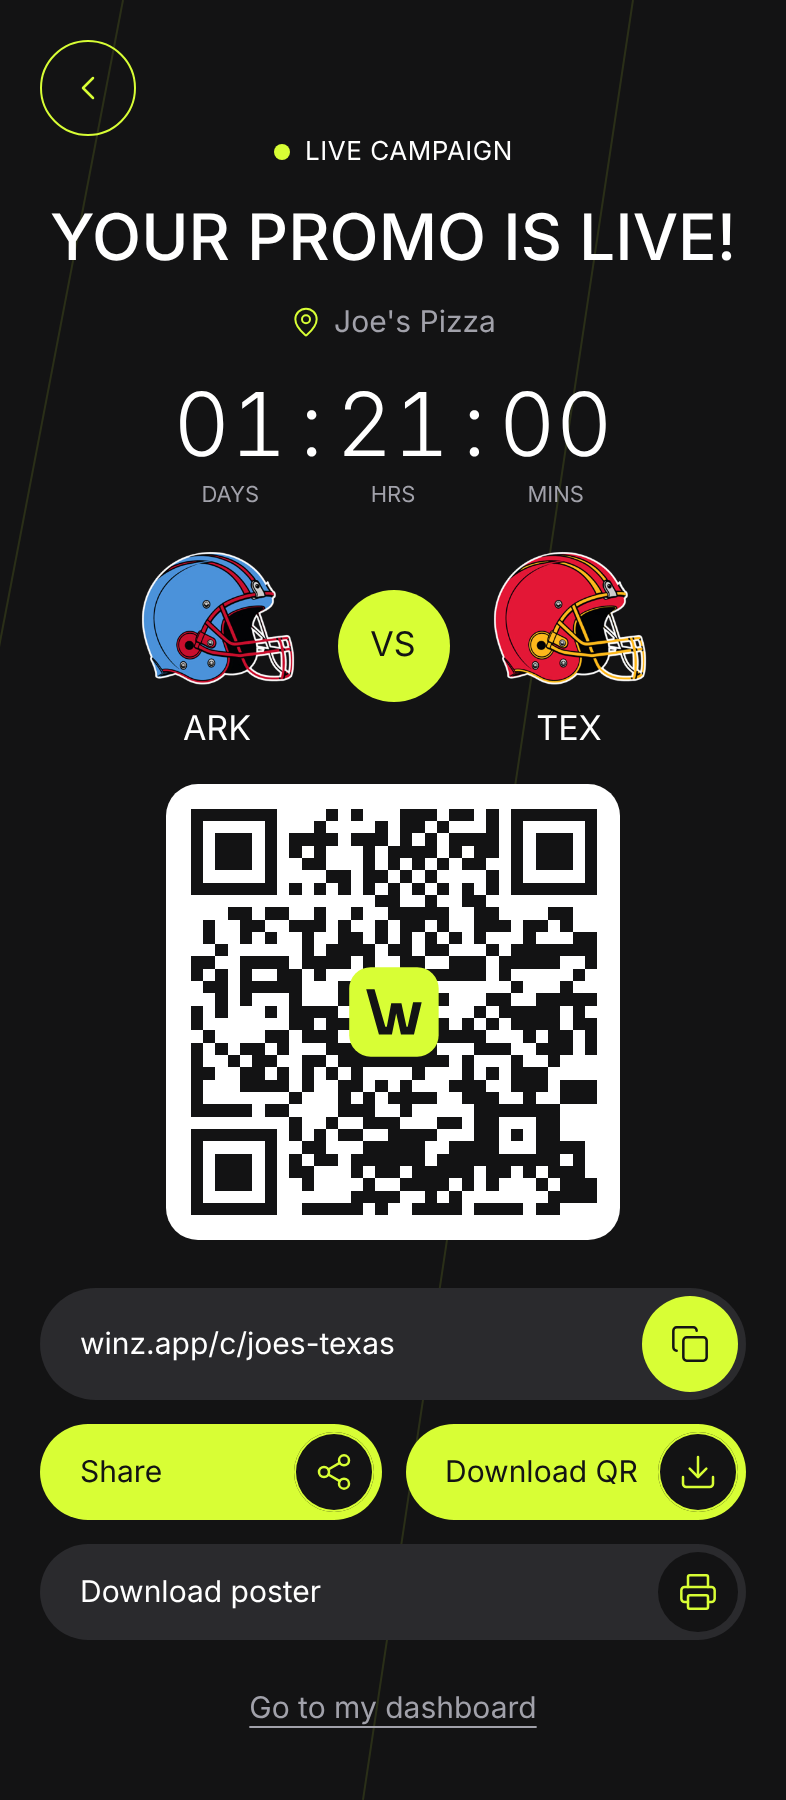 LIVE CAMPAIGN
YOUR PROMO IS LIVE!
Joe's Pizza
01 : 21 : 00
DAYS HRS MINS
VS
ARK TEX
W
winz.app/c/joes-texas
Share Download QR
Download poster
Go to my dashboard